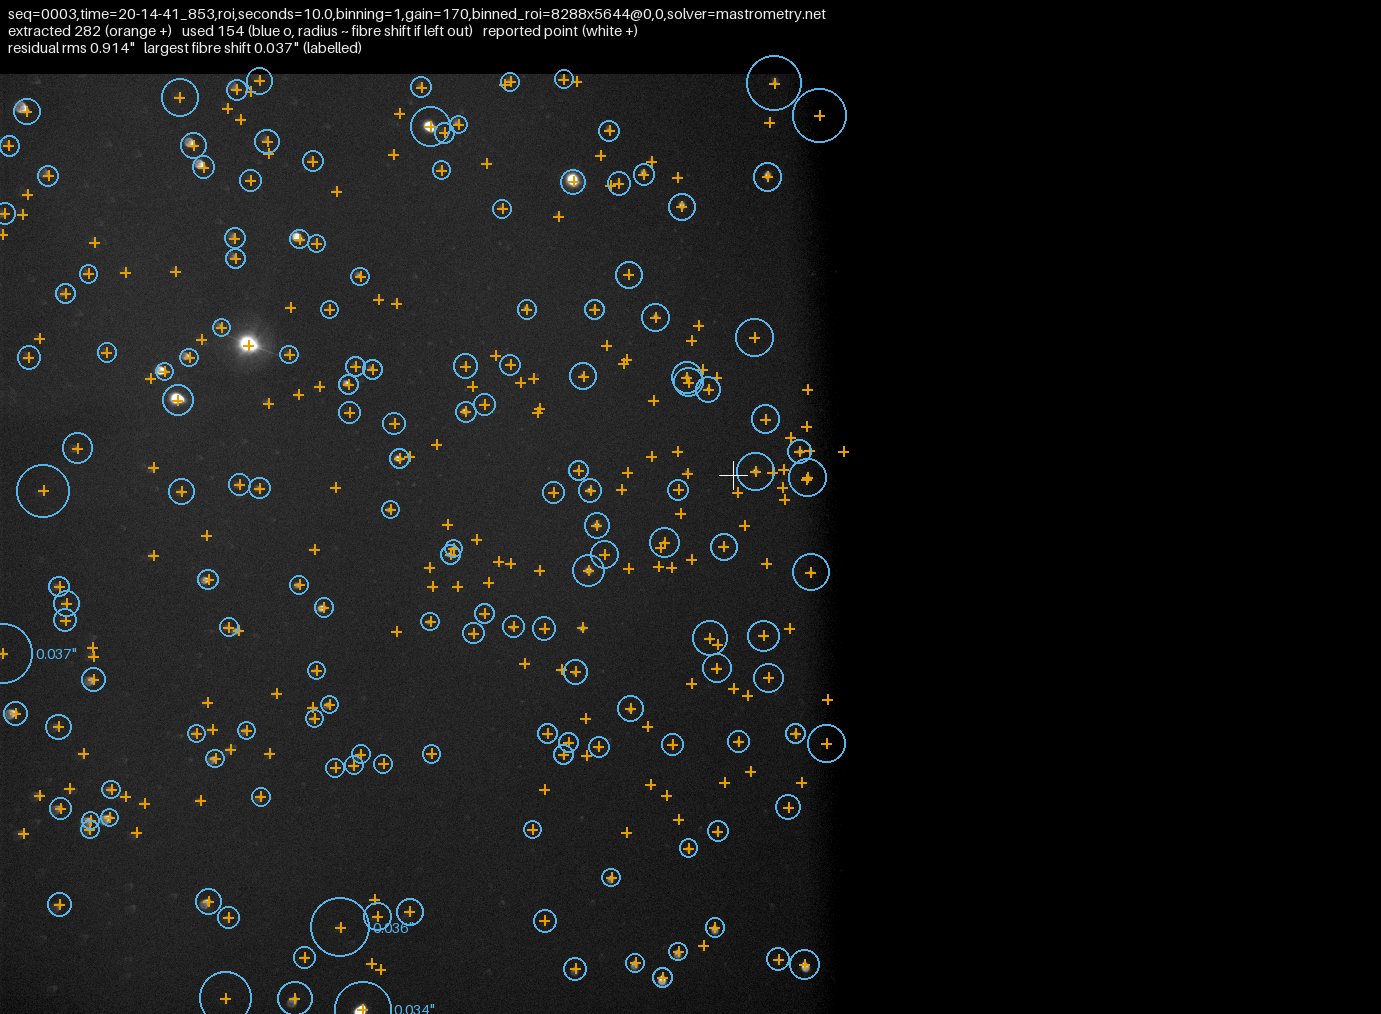 seq=0003,time=20-14-41_853,roi,seconds=10.0,binning=1,gain=170,binned_roi=8288x5644@0,0,solver=mastrometry.net
extracted 282 (orange +)   used 154 (blue o, radius ~ fibre shift if left out)   reported point (white +)
residual rms 0.914"  largest fibre shift 0.037" (labelled)
0.037"
0.036"
0.034"